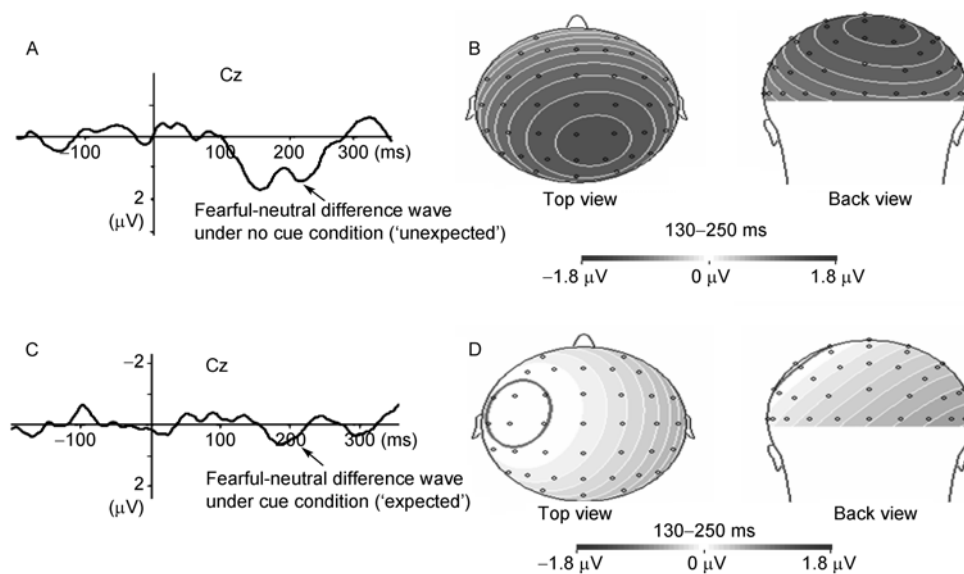 A
Cz
−100
100
200
300 (ms)
2
(μV)
Fearful-neutral difference wave
under no cue condition (‘unexpected’)
B
Top view
Back view
130–250 ms
−1.8 μV
0 μV
1.8 μV
C
−2
Cz
−100
100
200
300 (ms)
2
(μV)
Fearful-neutral difference wave
under cue condition (‘expected’)
D
Top view
Back view
130–250 ms
−1.8 μV
0 μV
1.8 μV